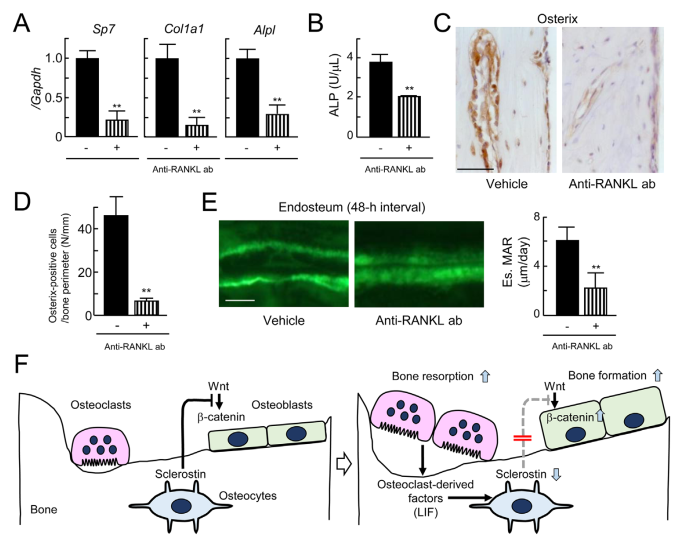 A
Sp7
Col1a1
Alpl
/Gapdh
1.0
0.5
0
**
**
**
-
+
-
+
-
+
Anti-RANKL ab
B
ALP (U/μL)
4
2
0
**
-
+
Anti-RANKL ab
C
Osterix
Vehicle
Anti-RANKL ab
D
Osterix-positive cells
/bone perimeter (N/mm)
40
20
0
**
-
+
Anti-RANKL ab
E
Endosteum (48-h interval)
Vehicle
Anti-RANKL ab
Es. MAR
(μm/day)
8
4
0
**
-
+
Anti-RANKL ab
F
Osteoclasts
Wnt
β-catenin
Osteoblasts
Sclerostin
Osteocytes
Bone
Bone resorption
Wnt
Bone formation
β-catenin
Osteoclast-derived
factors
(LIF)
Sclerostin